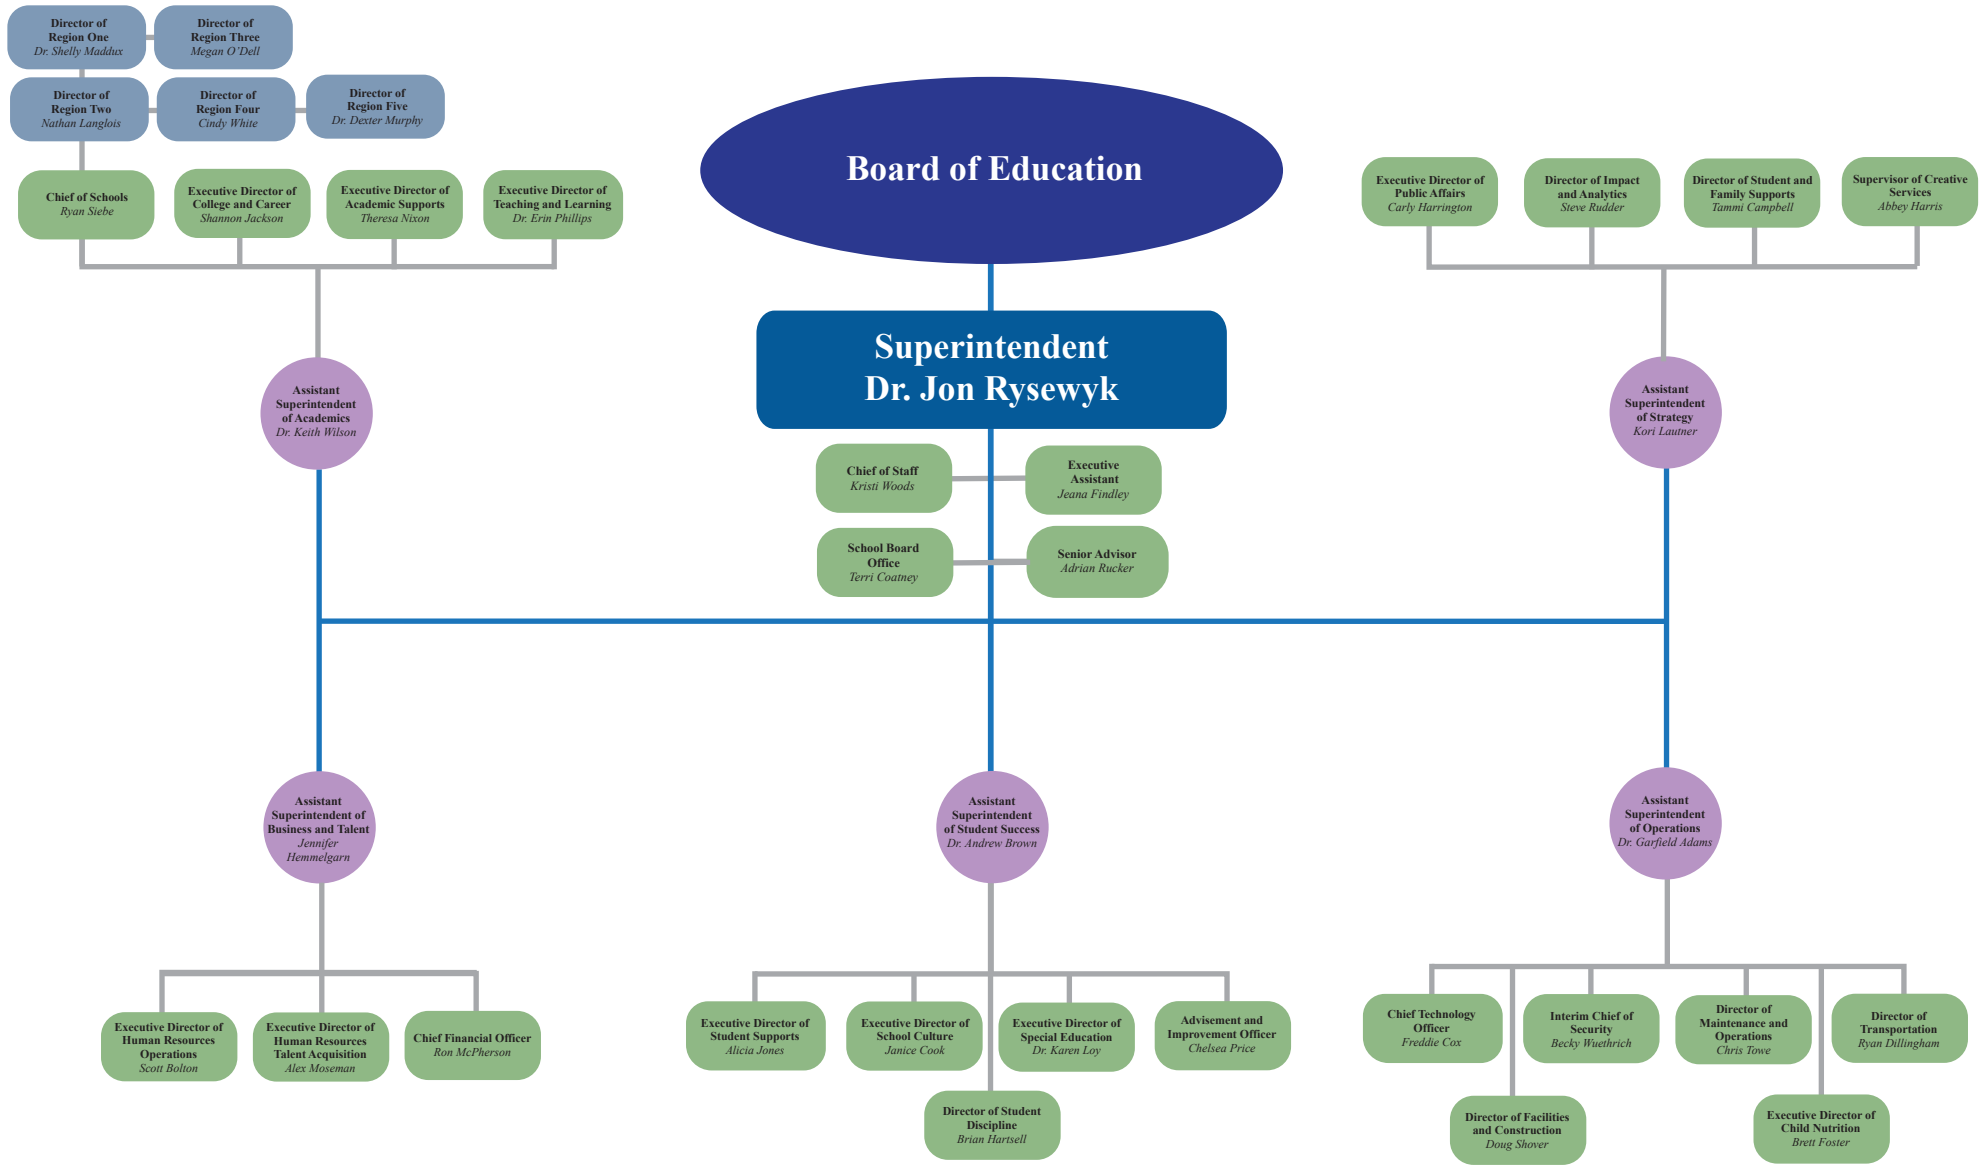 Director of
Region One
Dr. Shelly Maddux
Director of
Region Three
Megan O'Dell
Director of
Region Two
Nathan Langlois
Director of
Region Four
Cindy White
Director of
Region Five
Dr. Dexter Murphy
Chief of Schools
Ryan Siebe
Executive Director of
College and Career
Shannon Jackson
Executive Director of
Academic Supports
Theresa Nixon
Executive Director of
Teaching and Learning
Dr. Erin Phillips
Board of Education
Executive Director of
Public Affairs
Carly Harrington
Director of Impact
and Analytics
Steve Rudder
Director of Student and
Family Supports
Tammi Campbell
Supervisor of Creative
Services
Abbey Harris
Superintendent
Dr. Jon Rysewyk
Assistant
Superintendent
of Academics
Dr. Keith Wilson
Assistant
Superintendent
of Strategy
Kori Lautner
Chief of Staff
Kristi Woods
Executive
Assistant
Jeana Findley
School Board
Office
Terri Coatney
Senior Advisor
Adrian Rucker
Assistant
Superintendent of
Business and Talent
Jennifer
Hemmelgarn
Assistant
Superintendent
of Student Success
Dr. Andrew Brown
Assistant
Superintendent
of Operations
Dr. Garfield Adams
Executive Director of
Human Resources
Operations
Scott Bolton
Executive Director of
Human Resources
Talent Acquisition
Alex Moseman
Chief Financial Officer
Ron McPherson
Executive Director of
Student Supports
Alicia Jones
Executive Director of
School Culture
Janice Cook
Executive Director of
Special Education
Dr. Karen Loy
Advisement and
Improvement Officer
Chelsea Price
Director of Student
Discipline
Brian Hartsell
Chief Technology
Officer
Freddie Cox
Interim Chief of
Security
Becky Wuethrich
Director of
Maintenance and
Operations
Chris Towe
Director of
Transportation
Ryan Dillingham
Director of Facilities
and Construction
Doug Shover
Executive Director of
Child Nutrition
Brett Foster